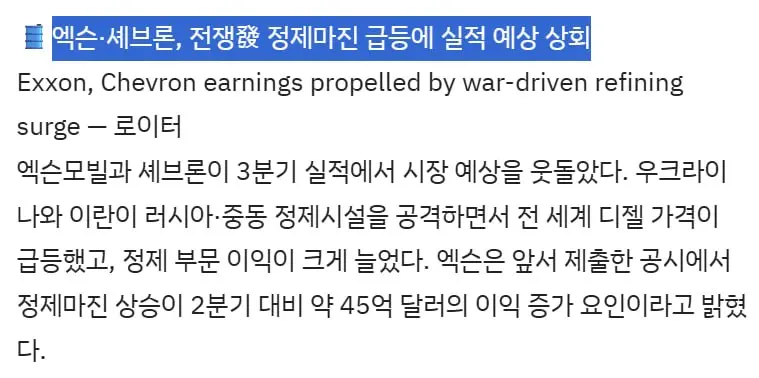 🛢️ 엑슨·셰브론, 전쟁發 정제마진 급등에 실적 예상 상회
Exxon, Chevron earnings propelled by war-driven refining
surge — 로이터
엑슨모빌과 셰브론이 3분기 실적에서 시장 예상을 웃돌았다. 우크라이
나와 이란이 러시아·중동 정제시설을 공격하면서 전 세계 디젤 가격이
급등했고, 정제 부문 이익이 크게 늘었다. 엑슨은 앞서 제출한 공시에서
정제마진 상승이 2분기 대비 약 45억 달러의 이익 증가 요인이라고 밝혔
다.